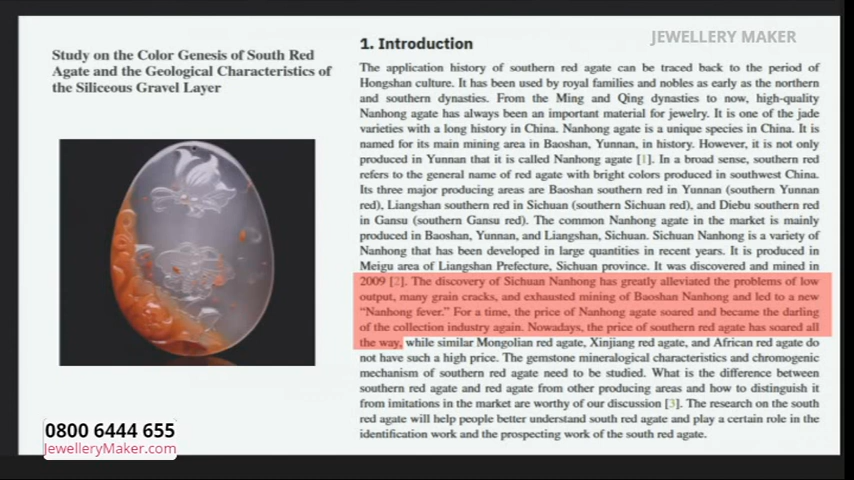 JEWELLERY MAKER
Study on the Color Genesis of South Red
Agate and the Geological Characteristics of
the Siliceous Gravel Layer
1. Introduction
The application history of southern red agate can be traced back to the period of
Hongshan culture. It has been used by royal families and nobles as early as the northern
and southern dynasties. From the Ming and Qing dynasties to now, high-quality
Nanhong agate has always been an important material for jewelry. It is one of the jade
varieties with a long history in China. Nanhong agate is a unique species in China. It is
named for its main mining area in Baoshan, Yunnan, in history. However, it is not only
produced in Yunnan that it is called Nanhong agate [1]. In a broad sense, southern red
refers to the general name of red agate with bright colors produced in southwest China.
Its three major producing areas are Baoshan southern red in Yunnan (southern Yunnan
red), Liangshan southern red in Sichuan (southern Sichuan red), and Diebu southern red
in Gansu (southern Gansu red). The common Nanhong agate in the market is mainly
produced in Baoshan, Yunnan, and Liangshan, Sichuan. Sichuan Nanhong is a variety of
Nanhong that has been developed in large quantities in recent years. It is produced in
Meigu area of Liangshan Prefecture, Sichuan province. It was discovered and mined in
2009 [2]. The discovery of Sichuan Nanhong has greatly alleviated the problems of low
output, many grain cracks, and exhausted mining of Baoshan Nanhong and led to a new
“Nanhong fever.” For a time, the price of Nanhong agate soared and became the darling
of the collection industry again. Nowadays, the price of southern red agate has soared all
the way, while similar Mongolian red agate, Xinjiang red agate, and African red agate do
not have such a high price. The gemstone mineralogical characteristics and chromogenic
mechanism of southern red agate need to be studied. What is the difference between
southern red agate and red agate from other producing areas and how to distinguish it
from imitations in the market are worthy of our discussion [3]. The research on the south
red agate will help people better understand south red agate and play a certain role in the
identification work and the prospecting work of the south red agate.
0800 6444 655
JewelleryMaker.com